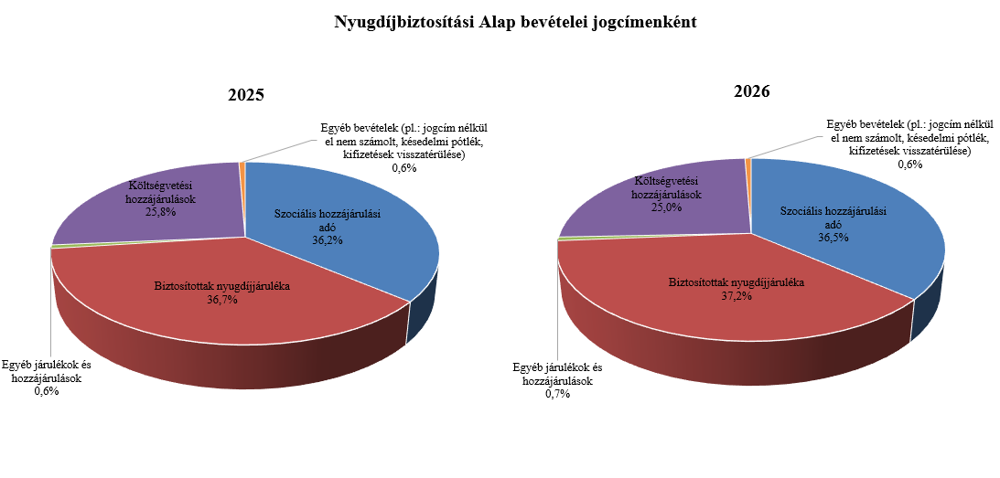 Nyugdíjbiztosítási Alap bevételei jogcímenként
2025
Egyéb bevételek (pl.: jogcím nélkül
el nem számolt, késedelmi pótlék,
kifizetések visszatérülése)
0,6%
Költségvetési
hozzájárulások
25,8%
Szociális hozzájárulási
adó
36,2%
Biztosítottak nyugdíjjáruléka
36,7%
Egyéb járulékok és
hozzájárulások
0,6%
2026
Egyéb bevételek (pl.: jogcím nélkül
el nem számolt, késedelmi pótlék,
kifizetések visszatérülése)
0,6%
Költségvetési
hozzájárulások
25,0%
Szociális hozzájárulási
adó
36,5%
Biztosítottak nyugdíjjáruléka
37,2%
Egyéb járulékok és
hozzájárulások
0,7%